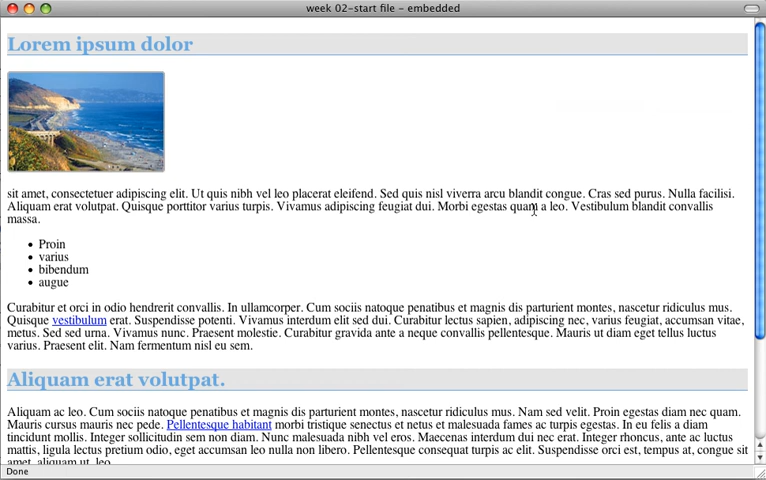 week 02-start file - embedded
Lorem ipsum dolor
sit amet, consectetuer adipiscing elit. Ut quis nibh vel leo placerat eleifend. Sed quis nisl viverra arcu blandit congue. Cras sed purus. Nulla facilisi.
Aliquam erat volutpat. Quisque porttitor varius turpis. Vivamus adipiscing feugiat dui. Morbi egestas quam a leo. Vestibulum blandit convallis
massa.
• Proin
• varius
• bibendum
• augue
Curabitur et orci in odio hendrerit convallis. In ullamcorper. Cum sociis natoque penatibus et magnis dis parturient montes, nascetur ridiculus mus.
Quisque vestibulum erat. Suspendisse potenti. Vivamus interdum elit sed dui. Curabitur lectus sapien, adipiscing nec, varius feugiat, accumsan vitae,
metus. Sed sed urna. Vivamus nunc. Praesent molestie. Curabitur gravida ante a neque convallis pellentesque. Mauris ut diam eget tellus luctus
varius. Praesent elit. Nam fermentum nisl eu sem.
Aliquam erat volutpat.
Aliquam ac leo. Cum sociis natoque penatibus et magnis dis parturient montes, nascetur ridiculus mus. Nam sed velit. Proin egestas diam nec quam.
Mauris cursus mauris nec pede. Pellentesque habitant morbi tristique senectus et netus et malesuada fames ac turpis egestas. In eu felis a diam
tincidunt mollis. Integer sollicitudin sem non diam. Nunc malesuada nibh vel eros. Maecenas interdum dui nec erat. Integer rhoncus, ante ac luctus
mattis, ligula lectus pretium odio, eget accumsan leo nulla non libero. Pellentesque consequat turpis ac elit. Suspendisse orci est, tempus at, congue sit
amet, aliquam ut, leo.
Done